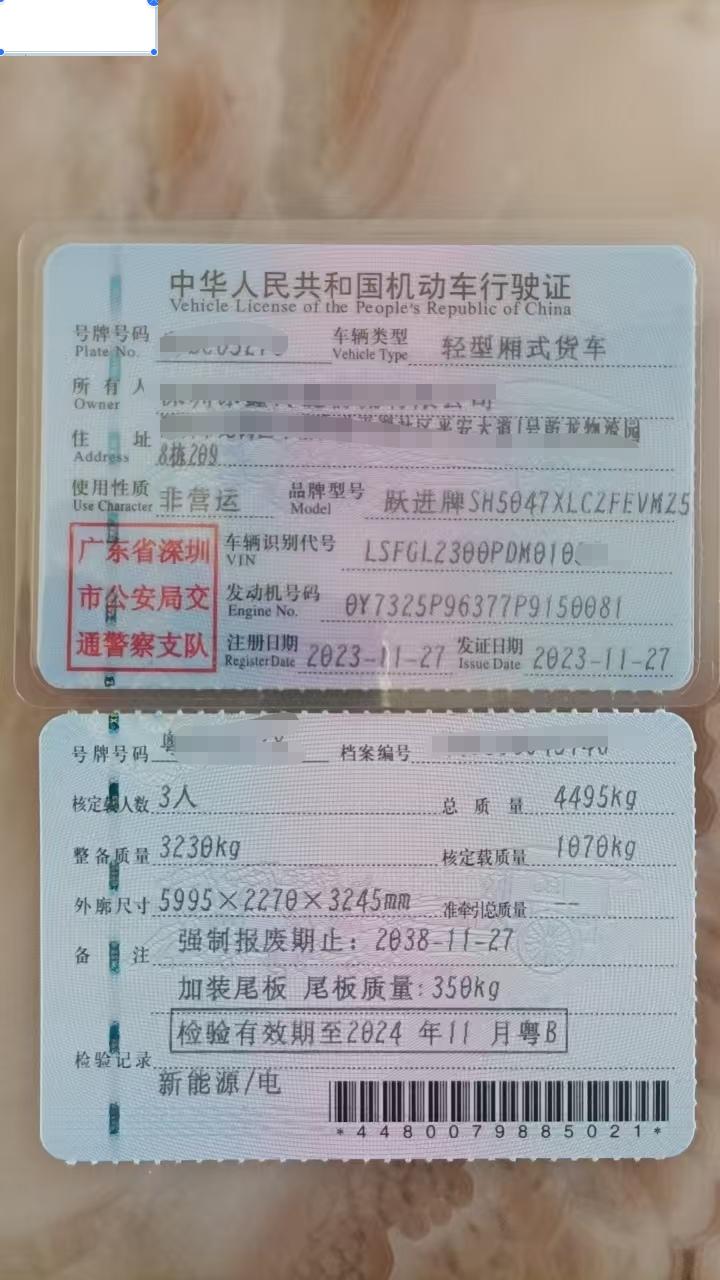 中华人民共和国机动车行驶证
Vehicle License of the People's Republic of China
号牌号码 Plate No. 车辆类型 Vehicle Type 轻型厢式货车
所有人 Owner
住址 Address 8栋209
使用性质 Use Character 非营运 品牌型号 Model 跃进牌SH5047XLCZFEVMZ5
广东省深圳
市公安局交
通警察支队
车辆识别代号 VIN LSFGL2300PDM010
发动机号码 Engine No. 0Y7325P96377P9150081
注册日期 Register Date 2023-11-27 发证日期 Issue Date 2023-11-27
号牌号码 档案编号
核定载人数 3人 总质量 4495kg
整备质量 3230kg 核定载质量 1070kg
外廓尺寸 5995×2270×3245mm 准牵引总质量 --
备注 强制报废期止:2038-11-27
加装尾板 尾板质量:350kg
检验有效期至2024 年11 月粤B
检验记录
新能源/电
*4480079885021*